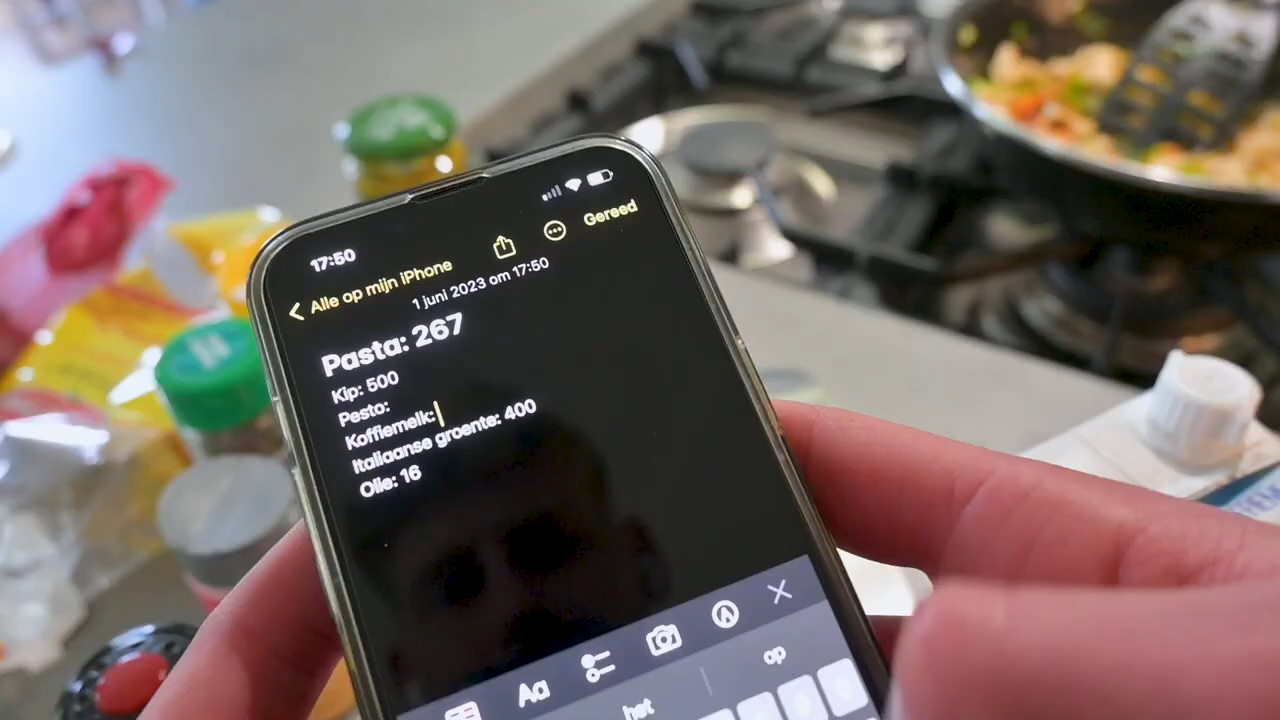 17:50
Alle op mijn iPhone
Gereed
1 juni 2023 om 17:50
Pasta: 267
Kip: 500
Pesto:
Koffiemelk:
Italiaanse groente: 400
Olie: 16
Aa
het
op